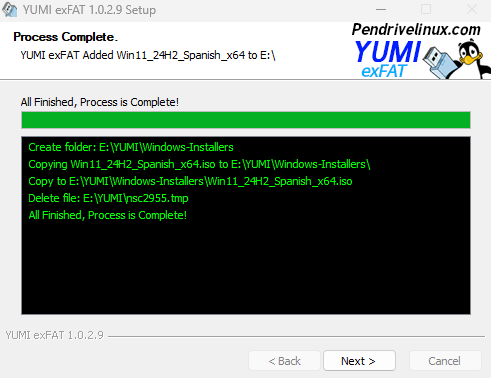 YUMI exFAT 1.0.2.9 Setup
Process Complete.
YUMI exFAT Added Win11_24H2_Spanish_x64 to E:\
Pendrivelinux.com
YUMI
exFAT
All Finished, Process is Complete!
Create folder: E:\YUMI\Windows-Installers
Copying Win11_24H2_Spanish_x64.iso to E:\YUMI\Windows-Installers\
Copy to E:\YUMI\Windows-Installers\Win11_24H2_Spanish_x64.iso
Delete file: E:\YUMI\nsc2955.tmp
All Finished, Process is Complete!
YUMI exFAT 1.0.2.9
< Back
Next >
Cancel